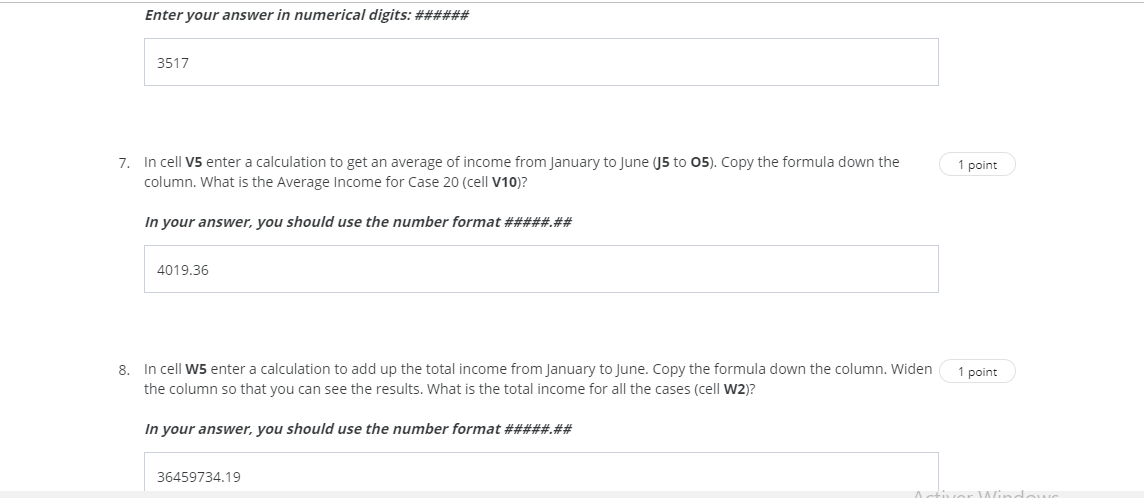 Enter your answer in numerical digits: ######
3517
7. In cell V5 enter a calculation to get an average of income from January to June (J5 to O5). Copy the formula down the
1 point
column. What is the Average Income for Case 20 (cell V10)?
In your answer, you should use the number format #####.##
4019.36
8. In cell W5 enter a calculation to add up the total income from January to June. Copy the formula down the column. Widen
1 point
the column so that you can see the results. What is the total income for all the cases (cell W2)?
In your answer, you should use the number format #####.##
36459734.19
Activer Windows